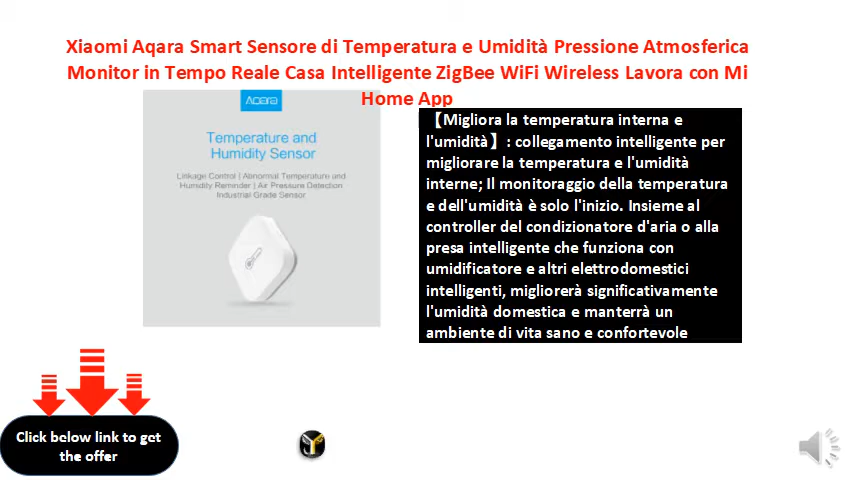 Xiaomi Aqara Smart Sensore di Temperatura e Umidità Pressione Atmosferica
Monitor in Tempo Reale Casa Intelligente ZigBee WiFi Wireless Lavora con Mi
Home App
Aqara
Temperature and
Humidity Sensor
Linkage Control | Abnormal Temperature and
Humidity Reminder | Air Pressure Detection
Industrial Grade Sensor
【Migliora la temperatura interna e
l'umidità】: collegamento intelligente per
migliorare la temperatura e l'umidità
interne; Il monitoraggio della temperatura
e dell'umidità è solo l'inizio. Insieme al
controller del condizionatore d'aria o alla
presa intelligente che funziona con
umidificatore e altri elettrodomestici
intelligenti, migliorerà significativamente
l'umidità domestica e manterrà un
ambiente di vita sano e confortevole
Click below link to get
the offer